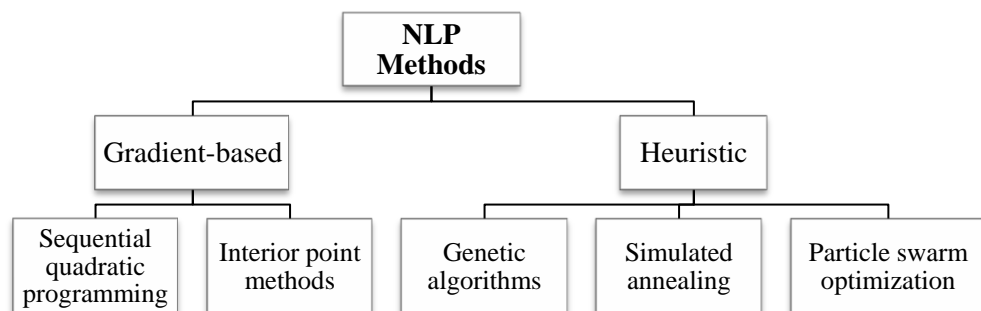 NLP
Methods
Gradient-based
Heuristic
Sequential
quadratic
programming
Interior point
methods
Genetic
algorithms
Simulated
annealing
Particle swarm
optimization